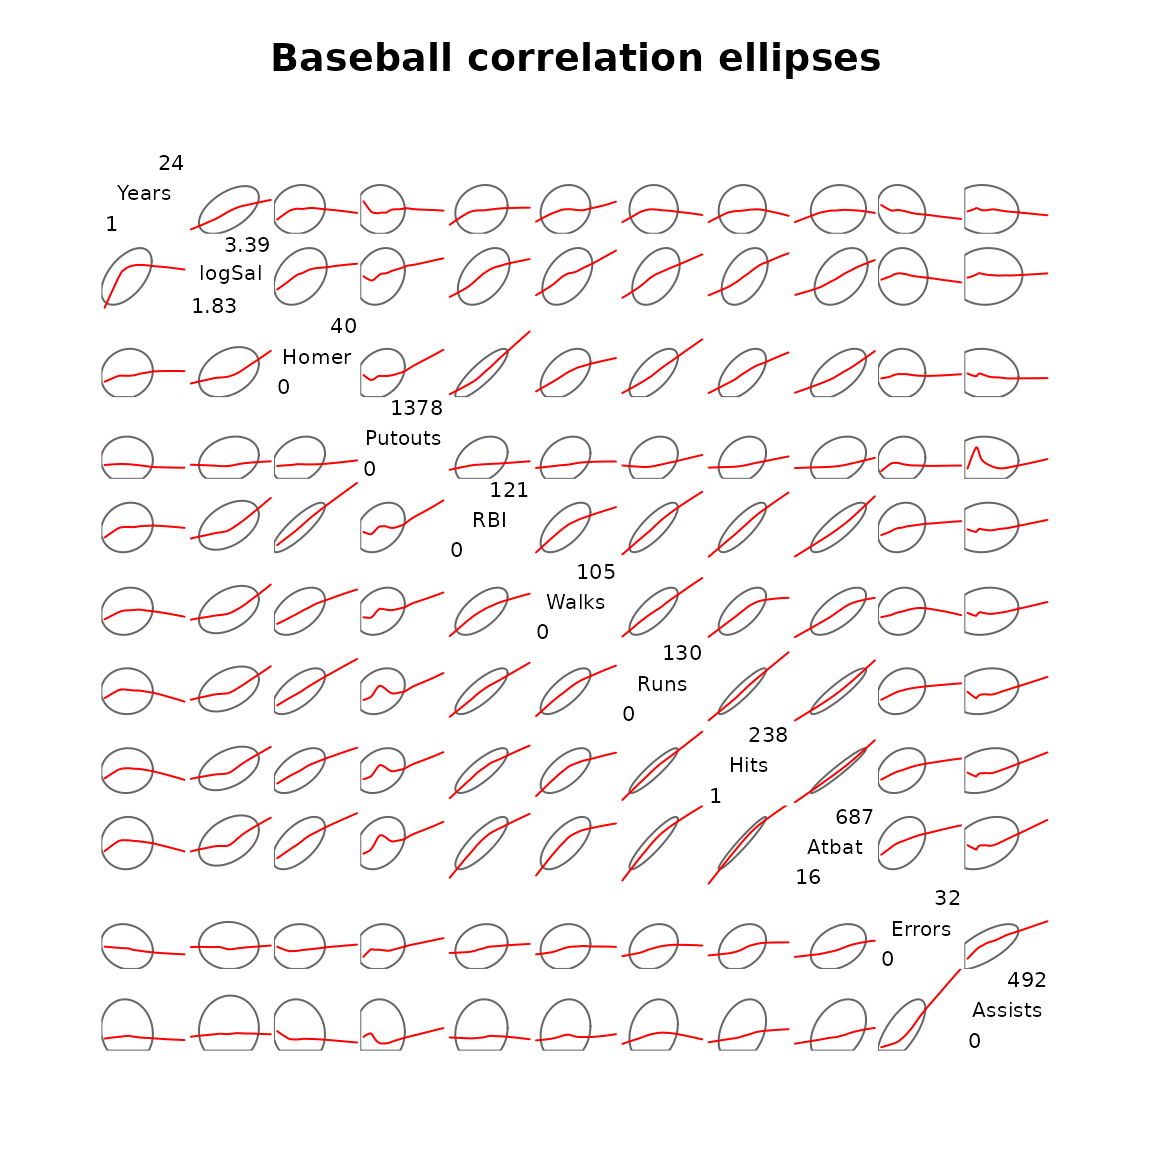 Baseball correlation ellipses
24
Years
1
3.39
logSal
1.83
40
Homer
0
1378
Putouts
0
121
RBI
0
105
Walks
0
130
Runs
0
238
Hits
1
687
Atbat
16
32
Errors
0
492
Assists
0